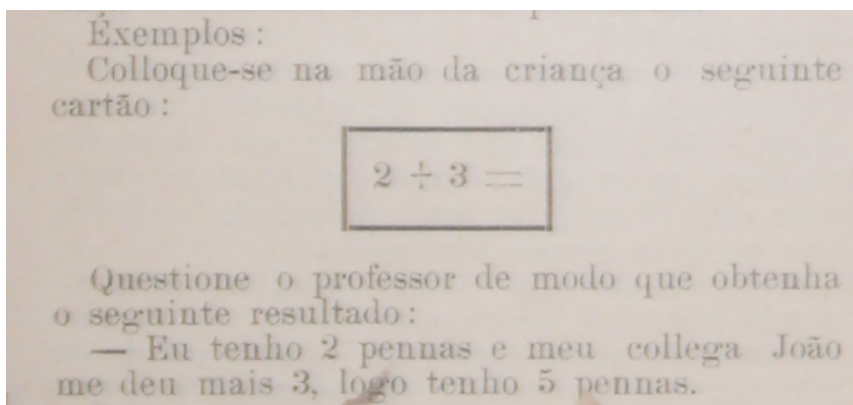 Exemplos :
Colloque-se na mão da criança o seguinte
cartão :
2 ÷ 3 =
Questione o professor de modo que obtenha
o seguinte resultado :
— Eu tenho 2 pennas e meu collega João
me deu mais 3, logo tenho 5 pennas.